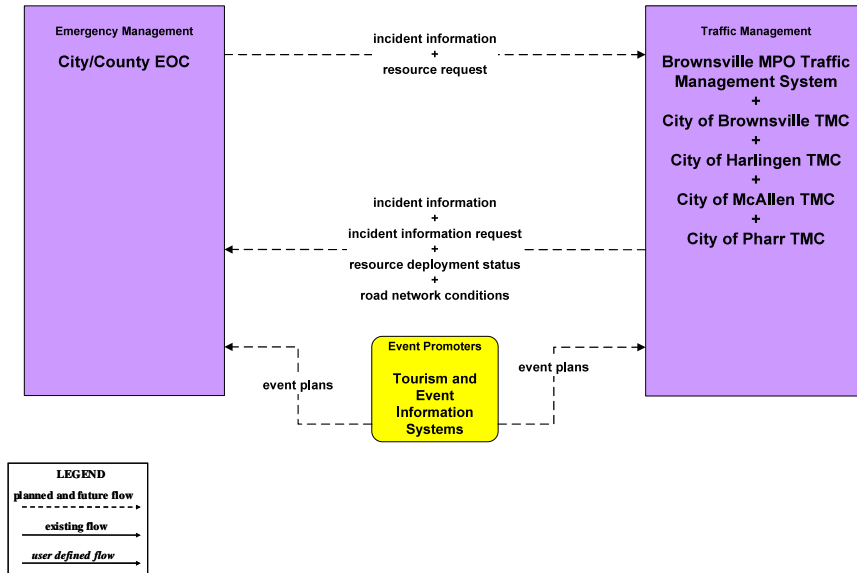 Emergency Management
City/County EOC
incident information
+
resource request
Traffic Management
Brownsville MPO Traffic
Management System
+
City of Brownsville TMC
+
City of Harlingen TMC
+
City of McAllen TMC
+
City of Pharr TMC
incident information
+
incident information request
+
resource deployment status
+
road network conditions
Event Promoters
Tourism and
Event
Information
Systems
event plans
event plans
LEGEND
planned and future flow
existing flow
user defined flow